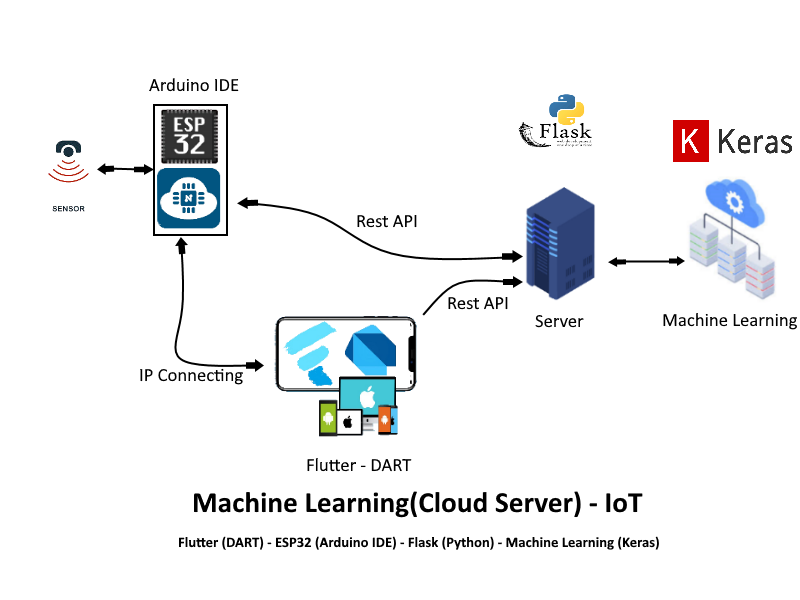 Arduino IDE
ESP
32
N
SENSOR
Flask
K Keras
Rest API
Rest API
Server
Machine Learning
IP Connecting
Flutter - DART
Machine Learning(Cloud Server) - IoT
Flutter (DART) - ESP32 (Arduino IDE) - Flask (Python) - Machine Learning (Keras)